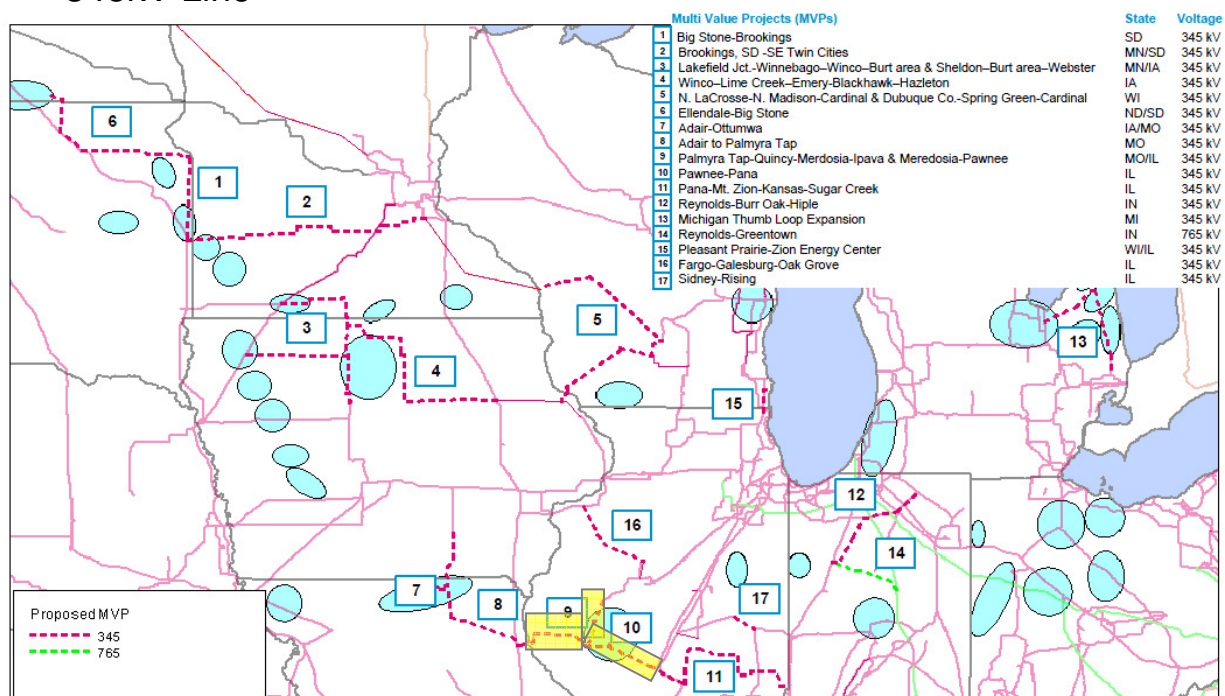 Multi Value Projects (MVPs) State Voltage
1 Big Stone-Brookings SD 345 kV
2 Brookings, SD -SE Twin Cities MN/SD 345 kV
3 Lakefield Jct.-Winnebago–Winco–Burt area & Sheldon–Burt area–Webster MN/IA 345 kV
4 Winco–Lime Creek–Emery–Blackhawk–Hazleton IA 345 kV
5 N. LaCrosse-N. Madison-Cardinal & Dubuque Co.-Spring Green-Cardinal WI 345 kV
6 Ellendale-Big Stone ND/SD 345 kV
7 Adair-Ottumwa IA/MO 345 kV
8 Adair to Palmyra Tap MO 345 kV
9 Palmyra Tap-Quincy-Merdosia-Ipava & Meredosia-Pawnee MO/IL 345 kV
10 Pawnee-Pana IL 345 kV
11 Pana-Mt. Zion-Kansas-Sugar Creek IL 345 kV
12 Reynolds-Burr Oak-Hiple IN 345 kV
13 Michigan Thumb Loop Expansion MI 345 kV
14 Reynolds-Greentown IN 765 kV
15 Pleasant Prairie-Zion Energy Center WI/IL 345 kV
16 Fargo-Galesburg-Oak Grove IL 345 kV
17 Sidney-Rising IL 345 kV
6
1
2
3
5
13
4
15
12
16
14
7
8
9
17
10
11
Proposed MVP
345
765